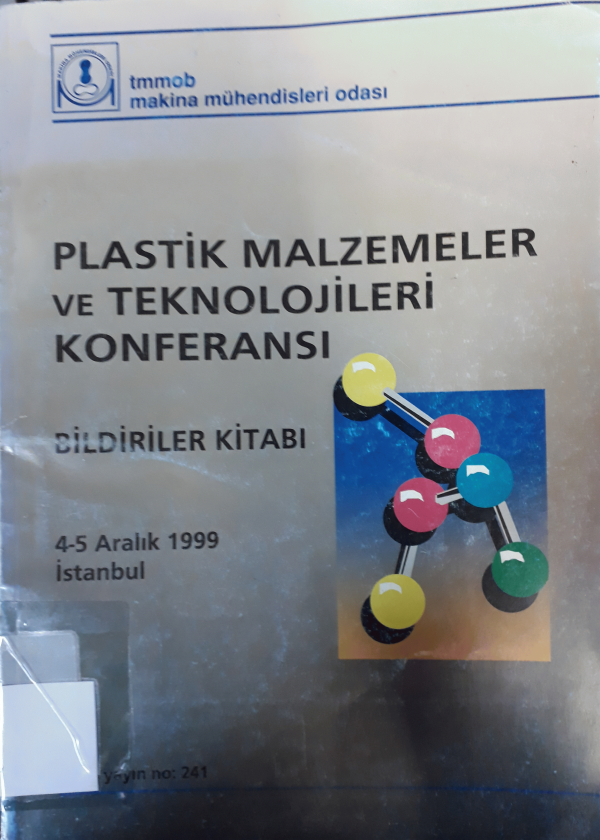 tmmob
makina mühendisleri odası
PLASTİK MALZEMELER
VE TEKNOLOJİLERİ
KONFERANSI
BİLDİRİLER KİTABI
4-5 Aralık 1999
İstanbul
yayın no: 241